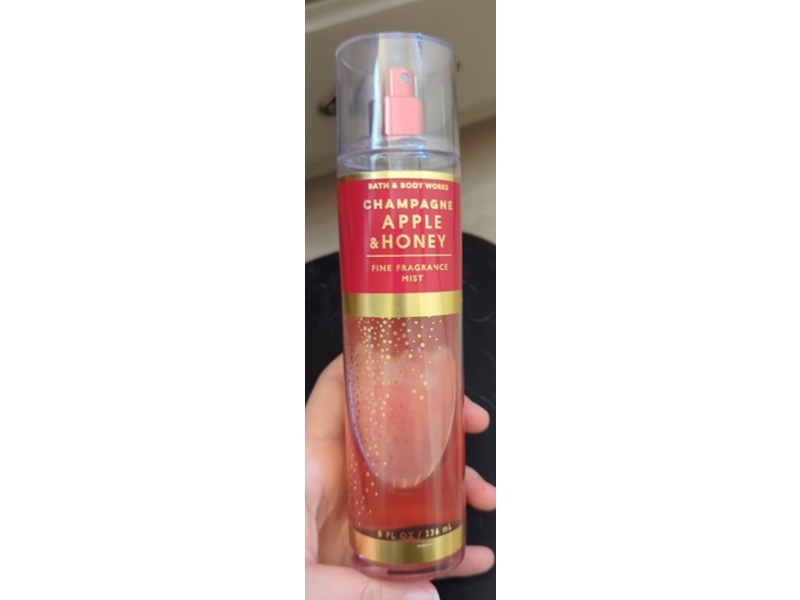 BATH & BODY WORKS
CHAMPAGNE
APPLE
& HONEY
FINE FRAGRANCE
MIST
8 FL OZ / 236 mL